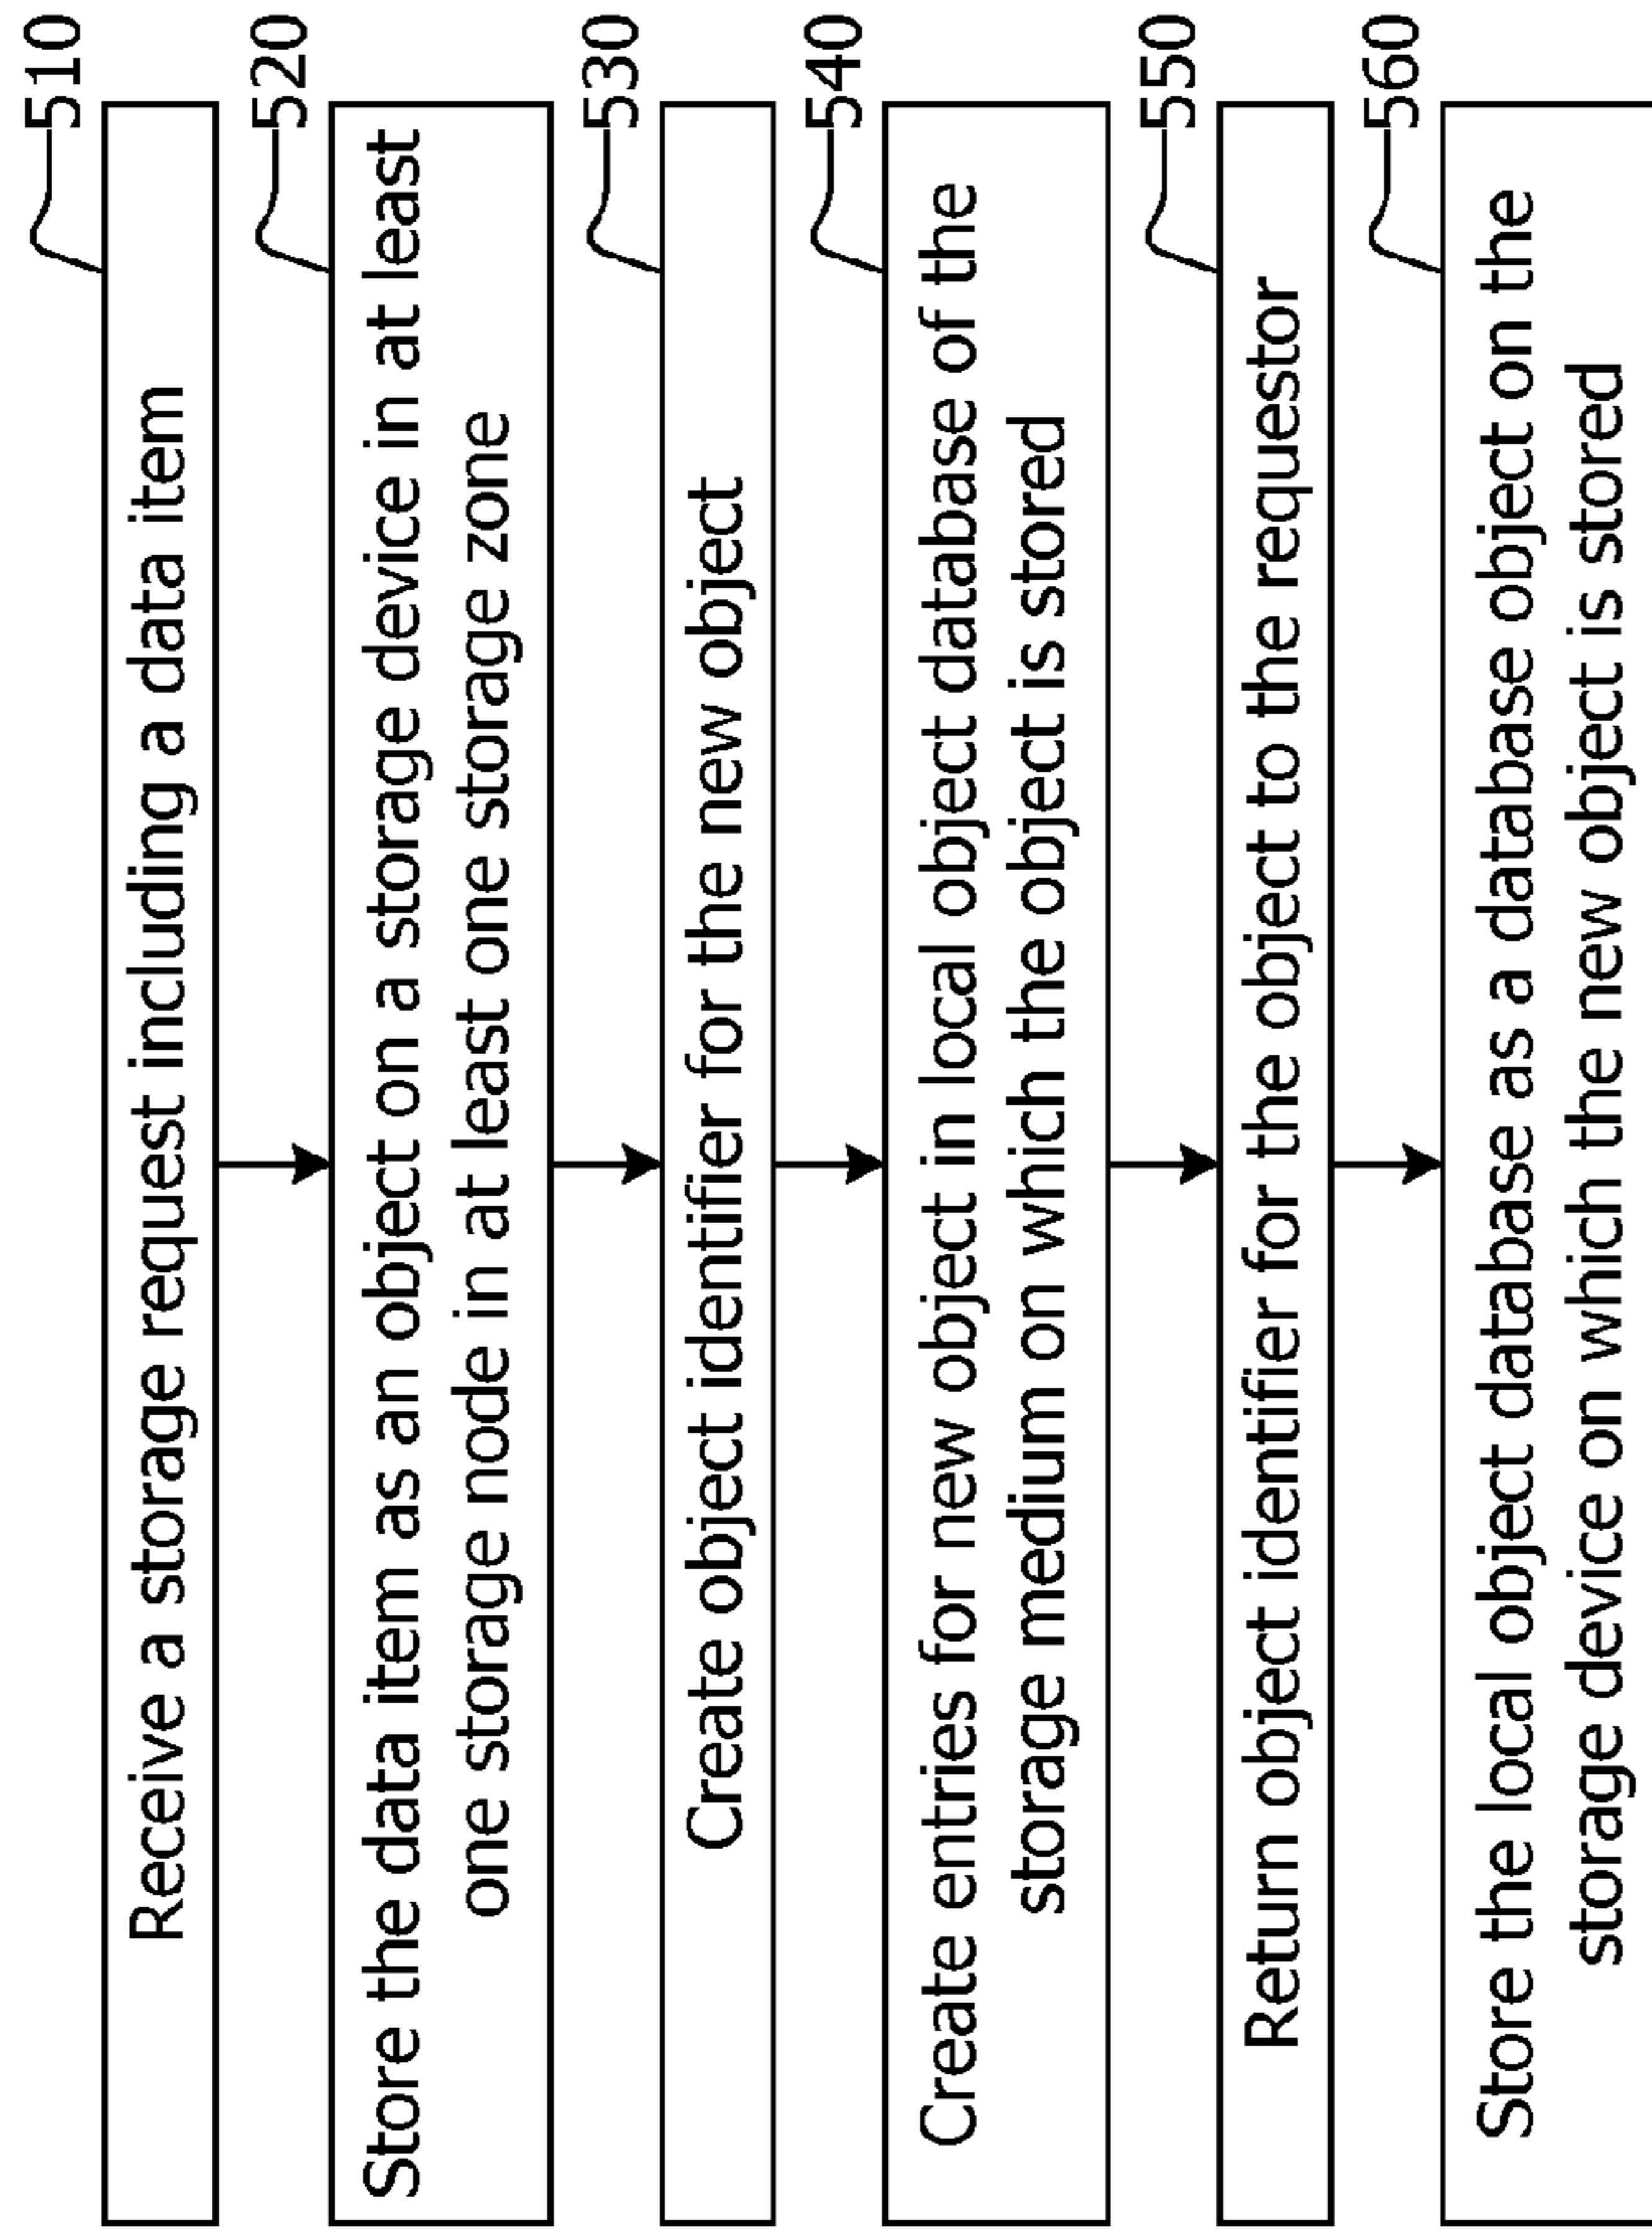 510
Receive a storage request including a data item
520
Store the data item as an object on a storage device in at least
one storage node in at least one storage zone
530
Create object identifier for the new object
540
Create entries for new object in local object database of the
storage medium on which the object is stored
550
Return object identifier for the object to the requestor
560
Store the local object database as a database object on the
storage device on which the new object is stored